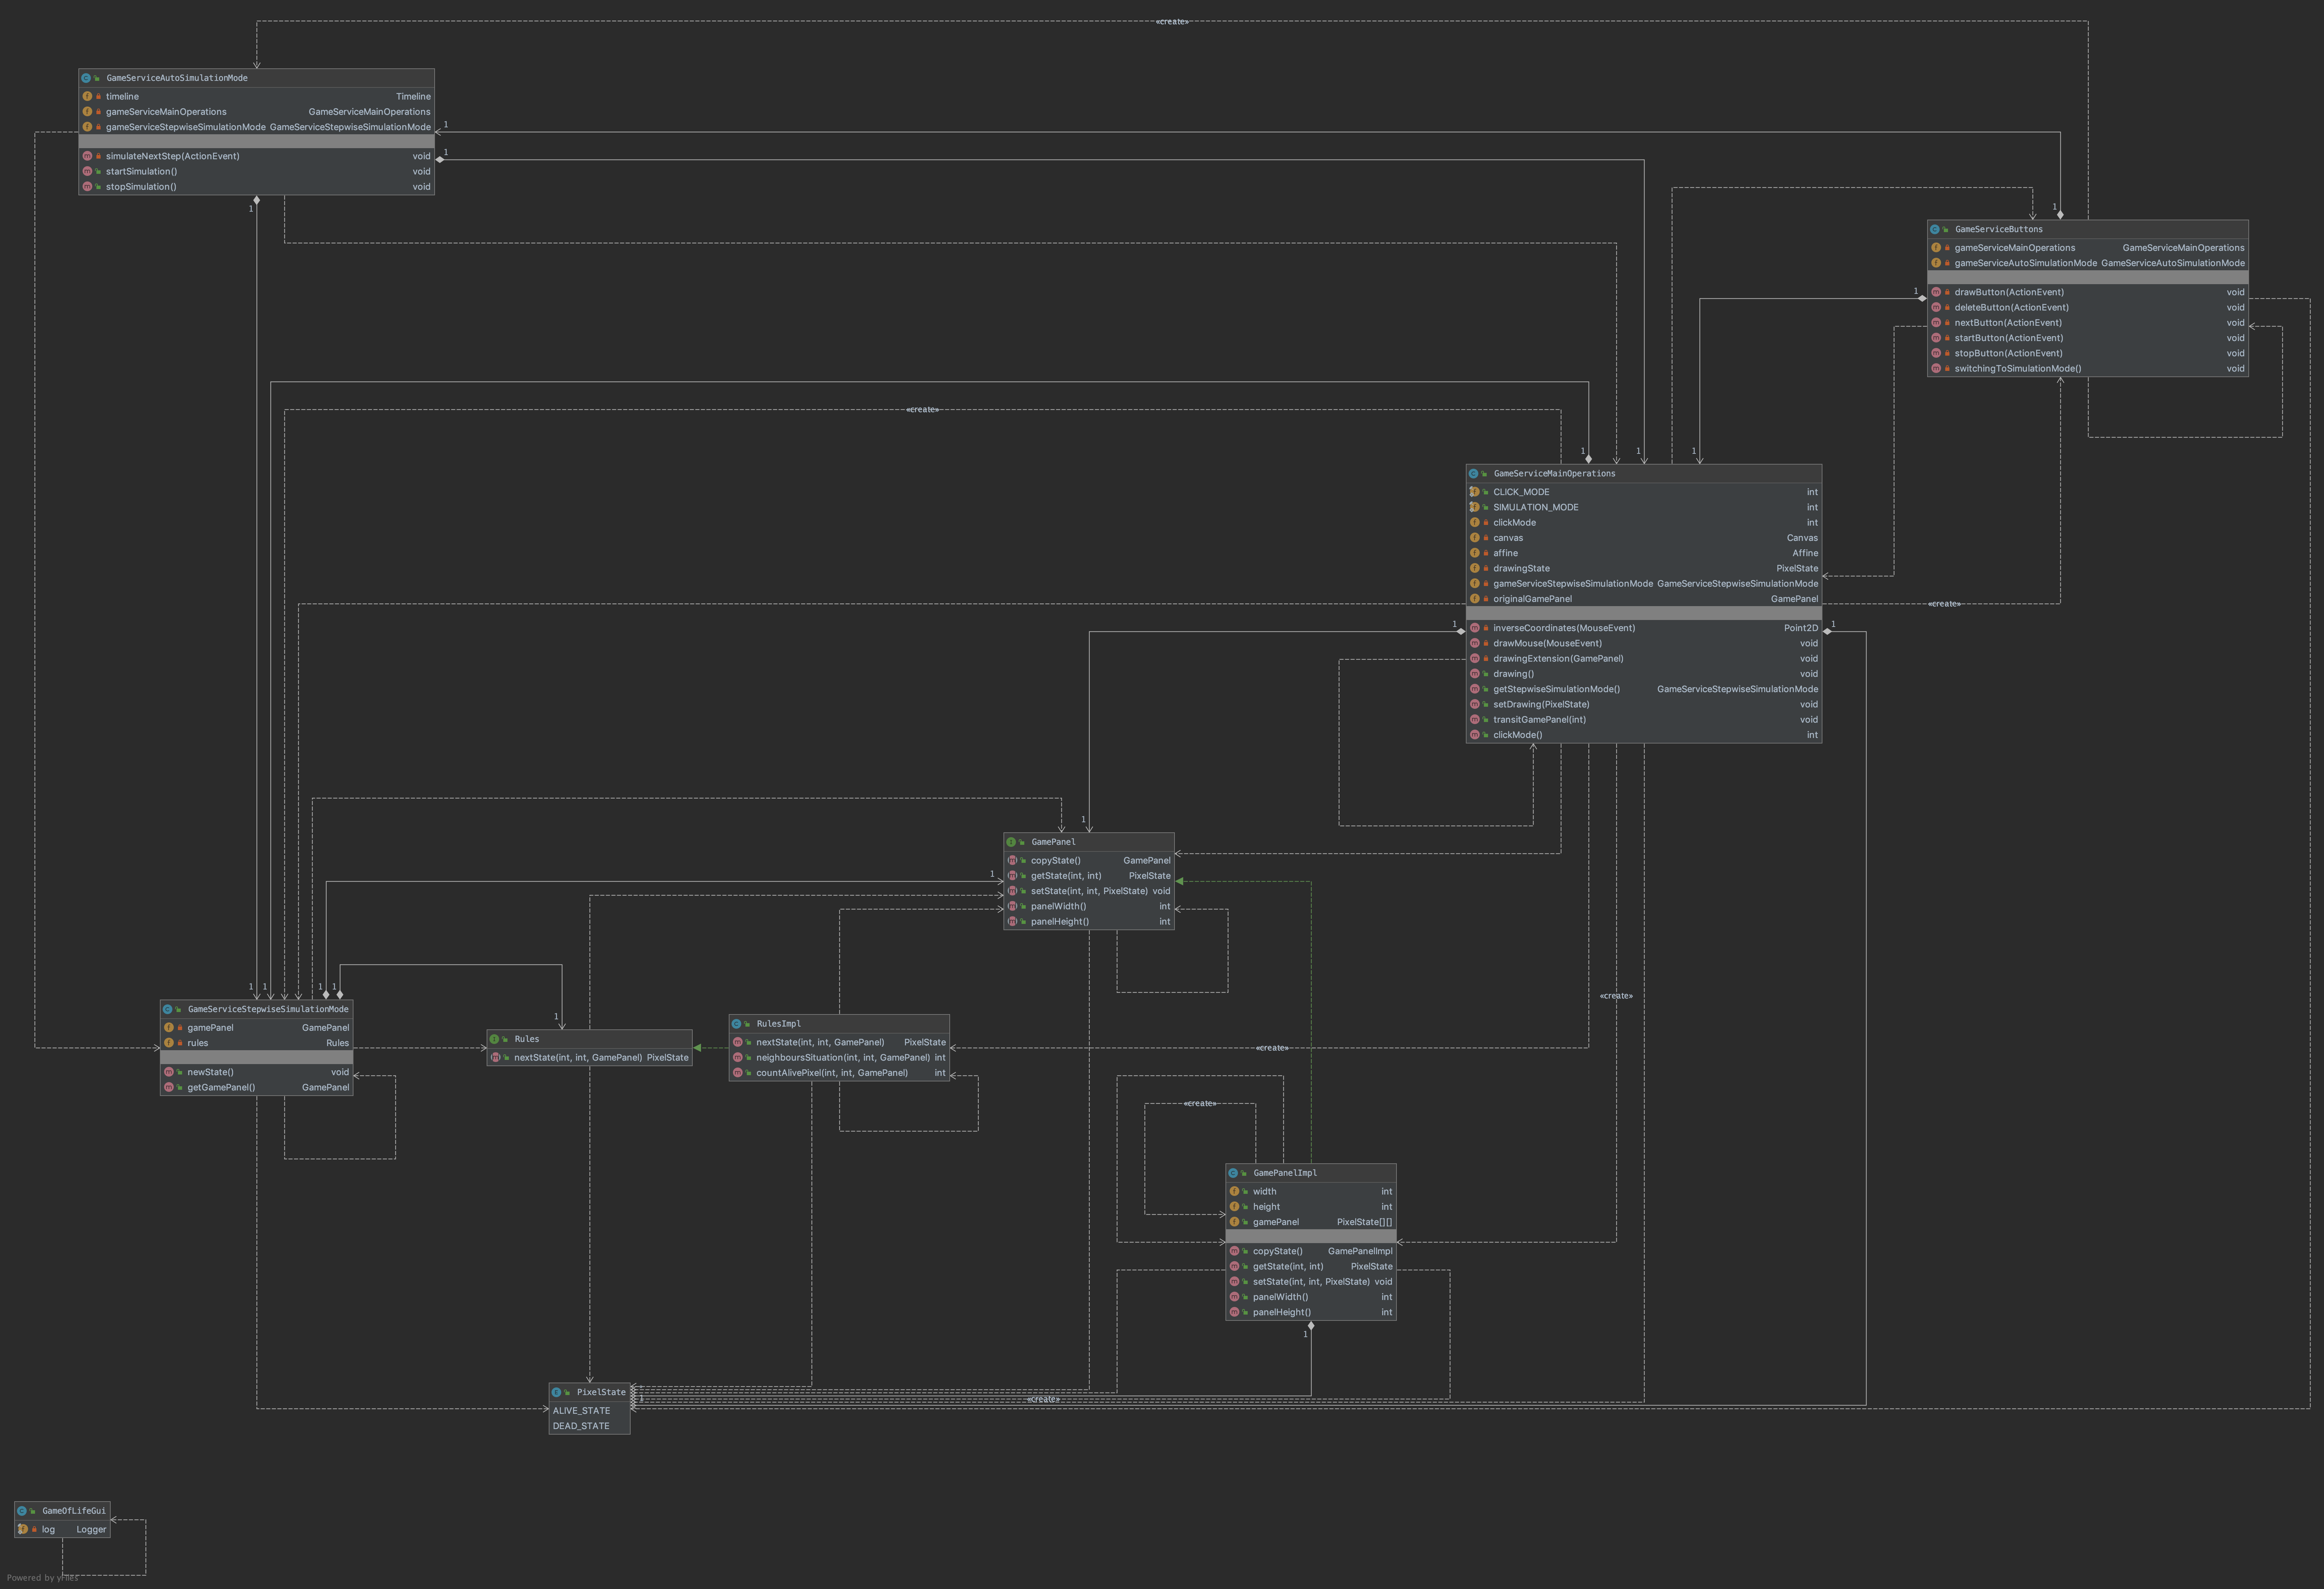 «create»
GameServiceAutoSimulationMode
timeline Timeline
gameServiceMainOperations GameServiceMainOperations
gameServiceStepwiseSimulationMode GameServiceStepwiseSimulationMode
simulateNextStep(ActionEvent) void
startSimulation() void
stopSimulation() void
1
1
1
1
GameServiceButtons
gameServiceMainOperations GameServiceMainOperations
gameServiceAutoSimulationMode GameServiceAutoSimulationMode
drawButton(ActionEvent) void
deleteButton(ActionEvent) void
nextButton(ActionEvent) void
startButton(ActionEvent) void
stopButton(ActionEvent) void
switchingToSimulationMode() void
1
«create»
1
1
1
GameServiceMainOperations
CLICK_MODE int
SIMULATION_MODE int
clickMode int
canvas Canvas
affine Affine
drawingState PixelState
gameServiceStepwiseSimulationMode GameServiceStepwiseSimulationMode
originalGamePanel GamePanel
inverseCoordinates(MouseEvent) Point2D
drawMouse(MouseEvent) void
drawingExtension(GamePanel) void
drawing() void
getStepwiseSimulationMode() GameServiceStepwiseSimulationMode
setDrawing(PixelState) void
transitGamePanel(int) void
clickMode() int
«create»
1
1
1
GamePanel
copyState() GamePanel
getState(int, int) PixelState
setState(int, int, PixelState) void
panelWidth() int
panelHeight() int
1
1
1
1
1
GameServiceStepwiseSimulationMode
gamePanel GamePanel
rules Rules
newState() void
getGamePanel() GamePanel
1
Rules
nextState(int, int, GamePanel) PixelState
RulesImpl
nextState(int, int, GamePanel) PixelState
neighboursSituation(int, int, GamePanel) int
countAlivePixel(int, int, GamePanel) int
«create»
«create»
«create»
GamePanelImpl
width int
height int
gamePanel PixelState[][]
copyState() GamePanelImpl
getState(int, int) PixelState
setState(int, int, PixelState) void
panelWidth() int
panelHeight() int
1
PixelState
ALIVE_STATE
DEAD_STATE
«create»
GameOfLifeGui
log Logger
Powered by yFiles